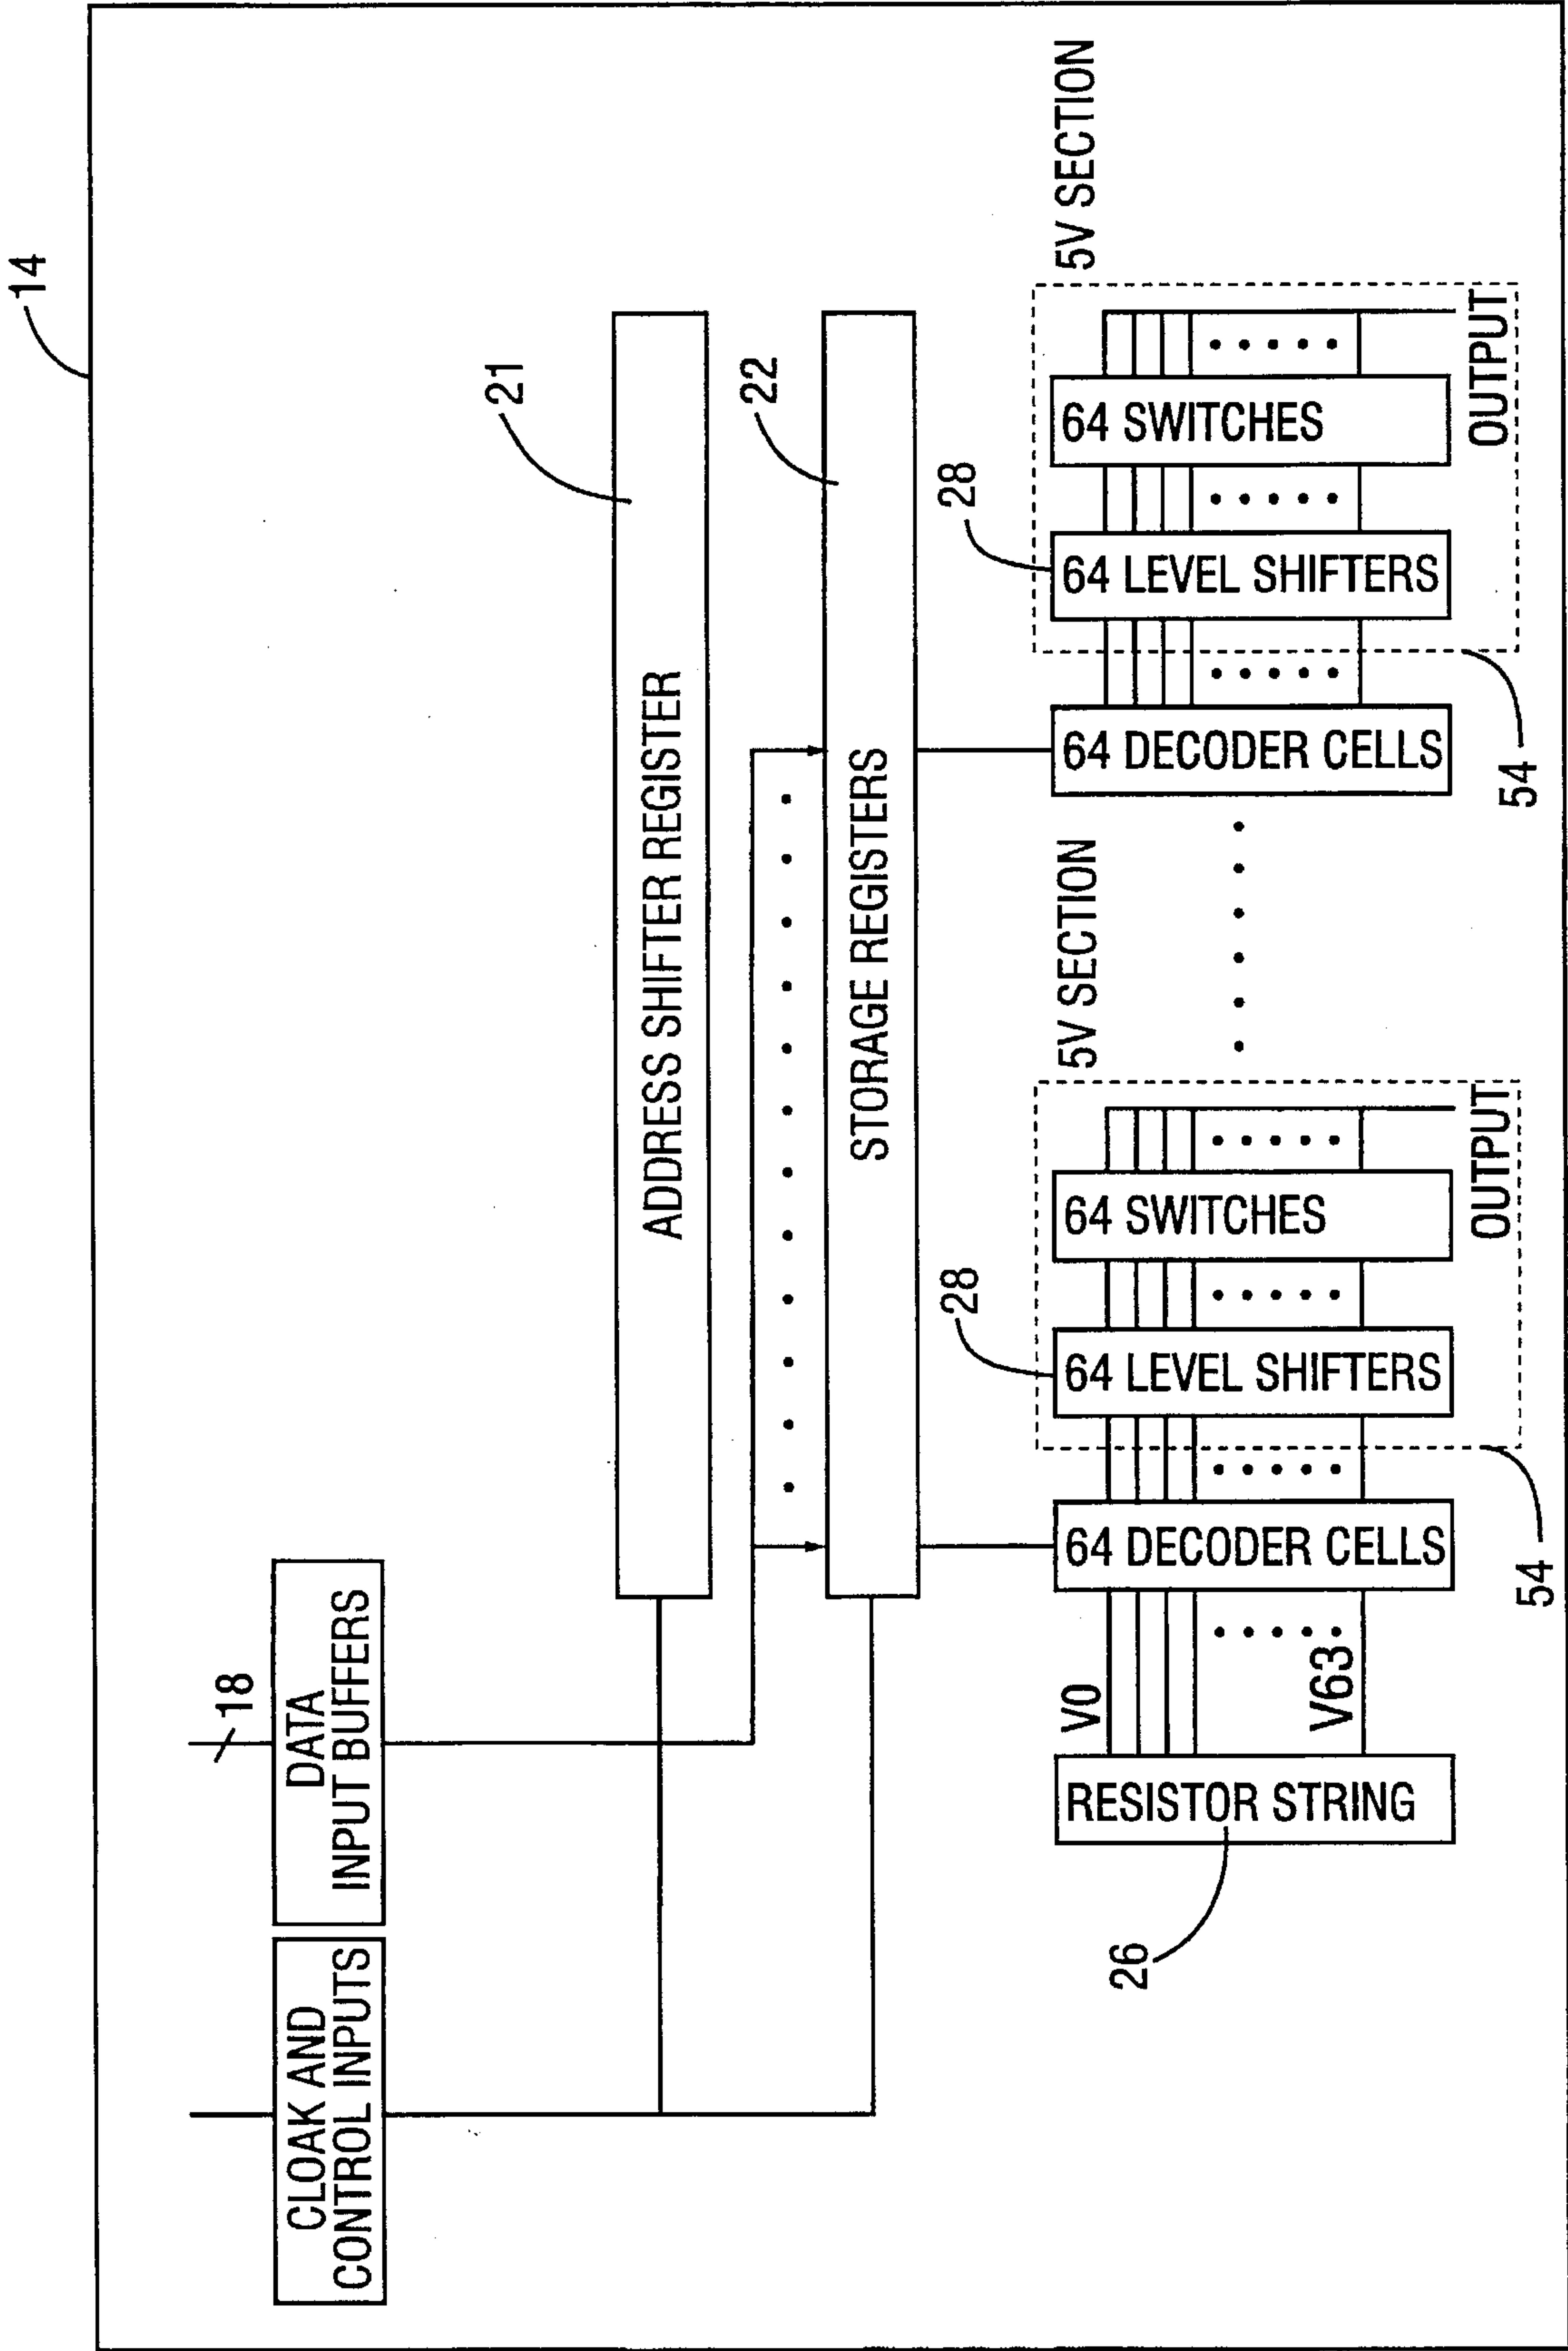 14
CLOAK AND
CONTROL INPUTS
DATA
INPUT BUFFERS
18
21
ADDRESS SHIFTER REGISTER
22
STORAGE REGISTERS
26
RESISTOR STRING
V0
V63
64 DECODER CELLS
54
28
64 LEVEL SHIFTERS
64 SWITCHES
OUTPUT
5V SECTION
64 DECODER CELLS
54
28
64 LEVEL SHIFTERS
64 SWITCHES
OUTPUT
5V SECTION